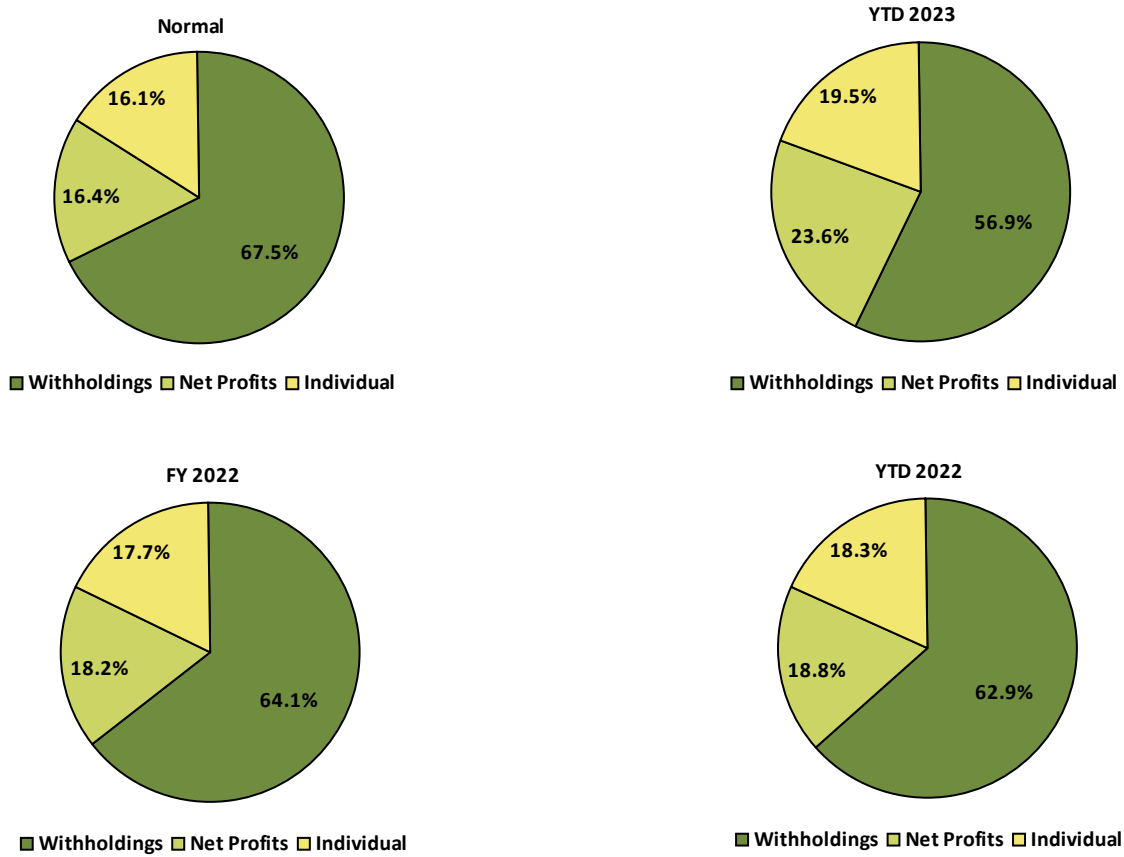 Normal
16.1%
16.4%
67.5%
Withholdings Net Profits Individual
YTD 2023
19.5%
23.6%
56.9%
Withholdings Net Profits Individual
FY 2022
17.7%
18.2%
64.1%
Withholdings Net Profits Individual
YTD 2022
18.3%
18.8%
62.9%
Withholdings Net Profits Individual